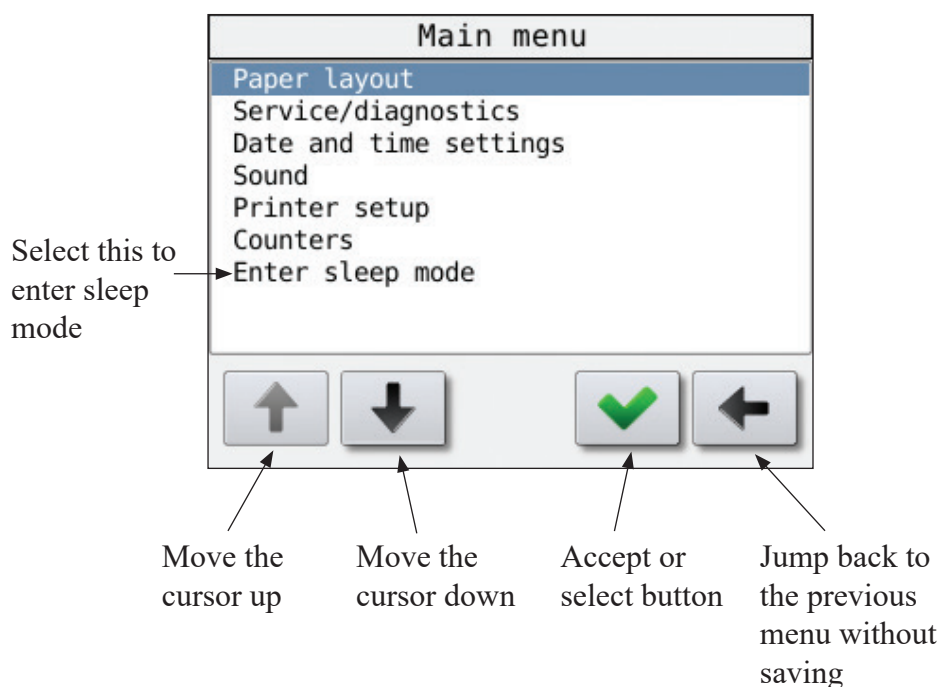 Main menu
Paper layout
Service/diagnostics
Date and time settings
Sound
Printer setup
Counters
Enter sleep mode
Select this to
enter sleep
mode
Move the
cursor up
Move the
cursor down
Accept or
select button
Jump back to
the previous
menu without
saving